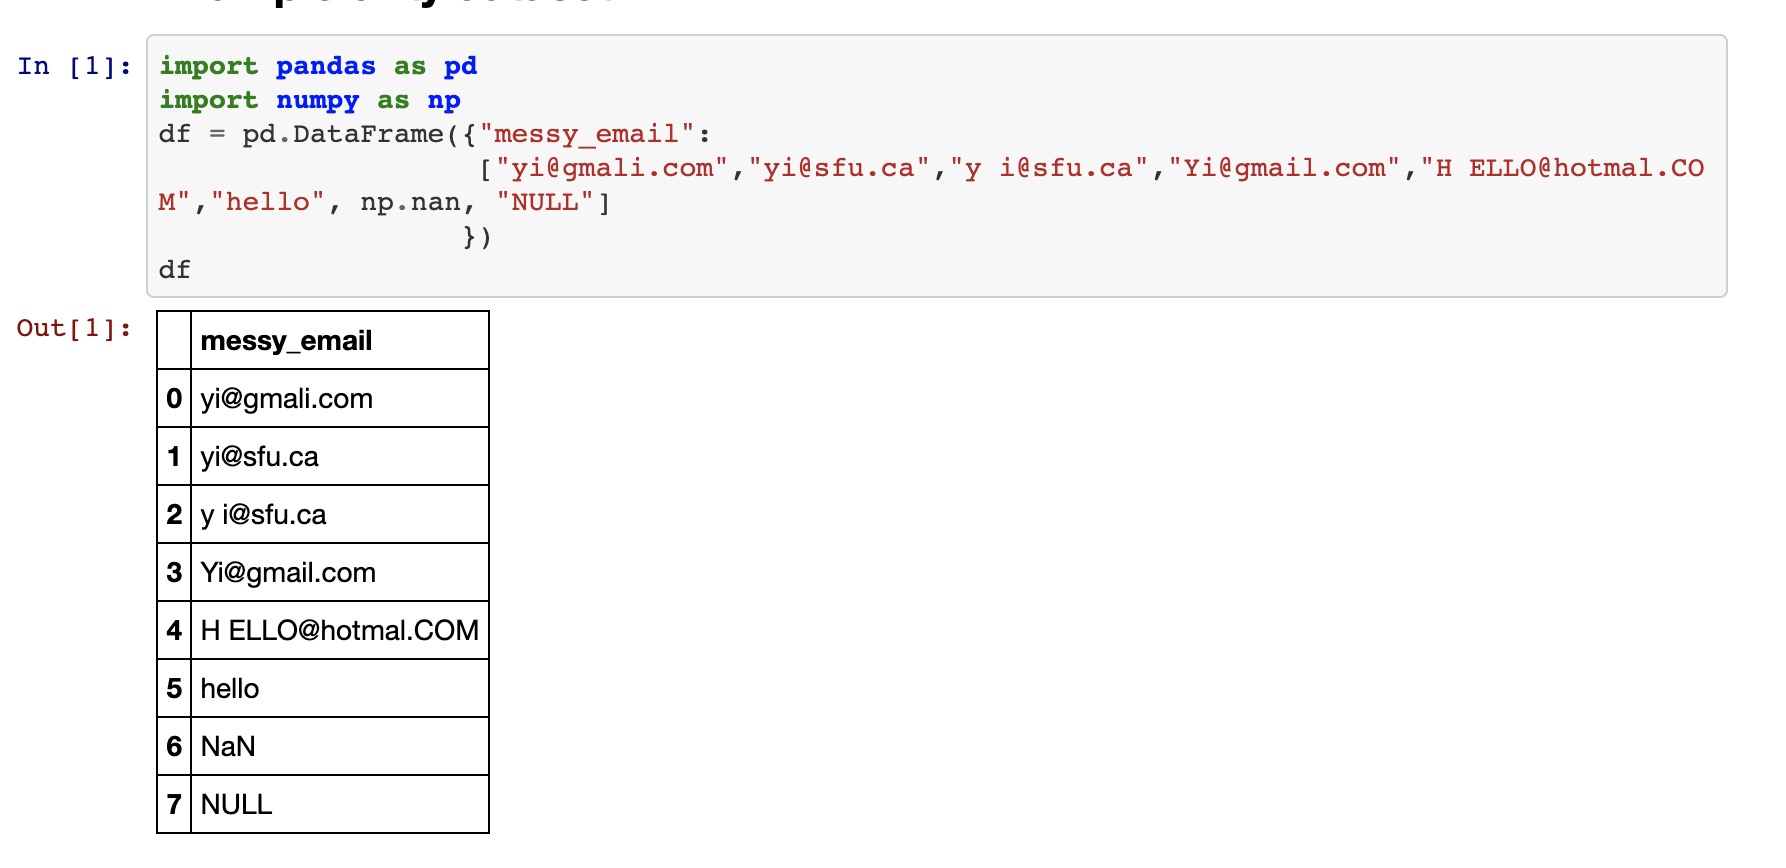 In [1]:
import pandas as pd
import numpy as np
df = pd.DataFrame({"messy_email":
["yi@gmali.com","yi@sfu.ca","y i@sfu.ca","Yi@gmail.com","H ELLO@hotmal.CO
M","hello", np.nan, "NULL"]
})
df
Out[1]:
messy_email
0 yi@gmali.com
1 yi@sfu.ca
2 y i@sfu.ca
3 Yi@gmail.com
4 H ELLO@hotmal.COM
5 hello
6 NaN
7 NULL